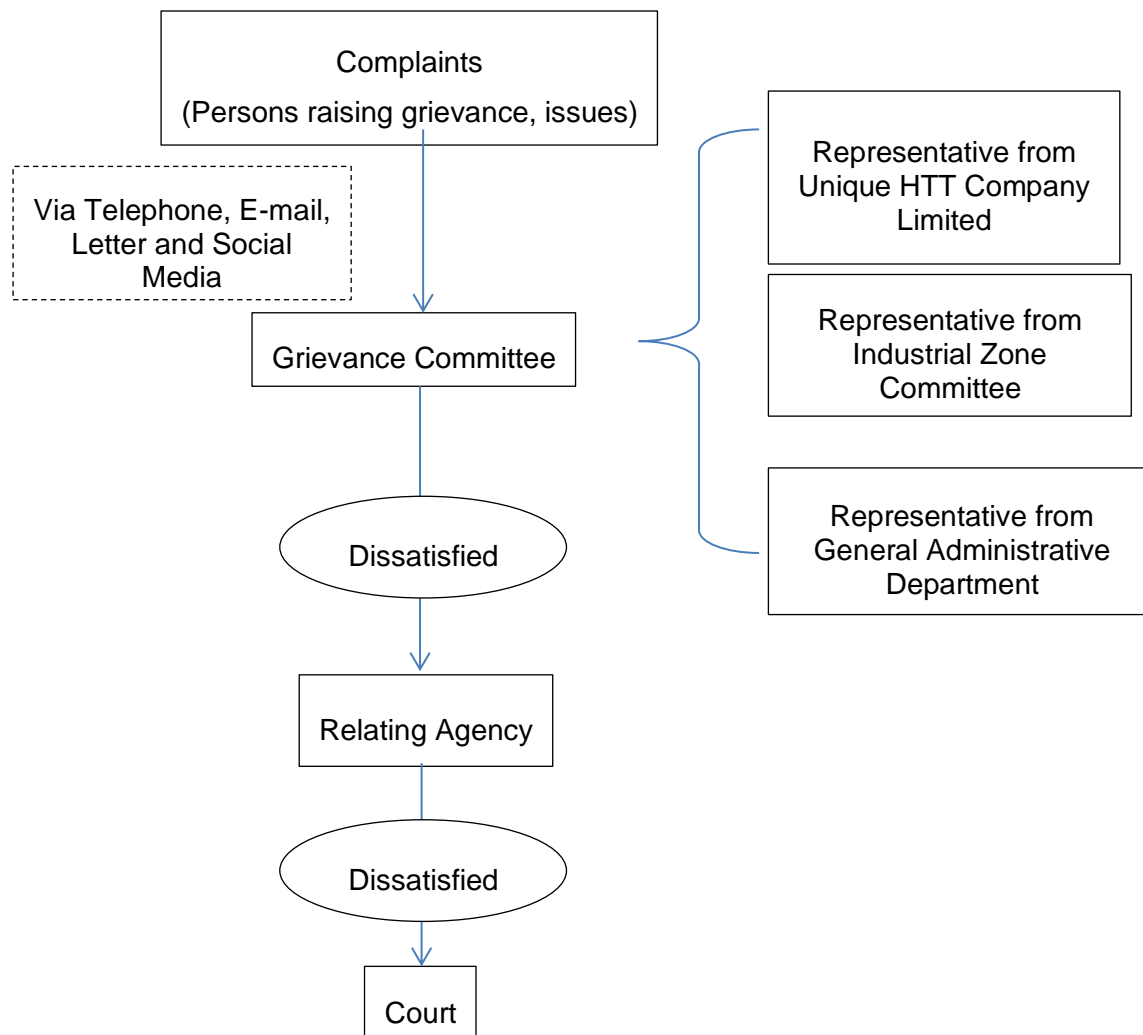 Complaints
(Persons raising grievance, issues)
Via Telephone, E-mail,
Letter and Social
Media
Grievance Committee
Representative from
Unique HTT Company
Limited
Representative from
Industrial Zone
Committee
Representative from
General Administrative
Department
Dissatisfied
Relating Agency
Dissatisfied
Court